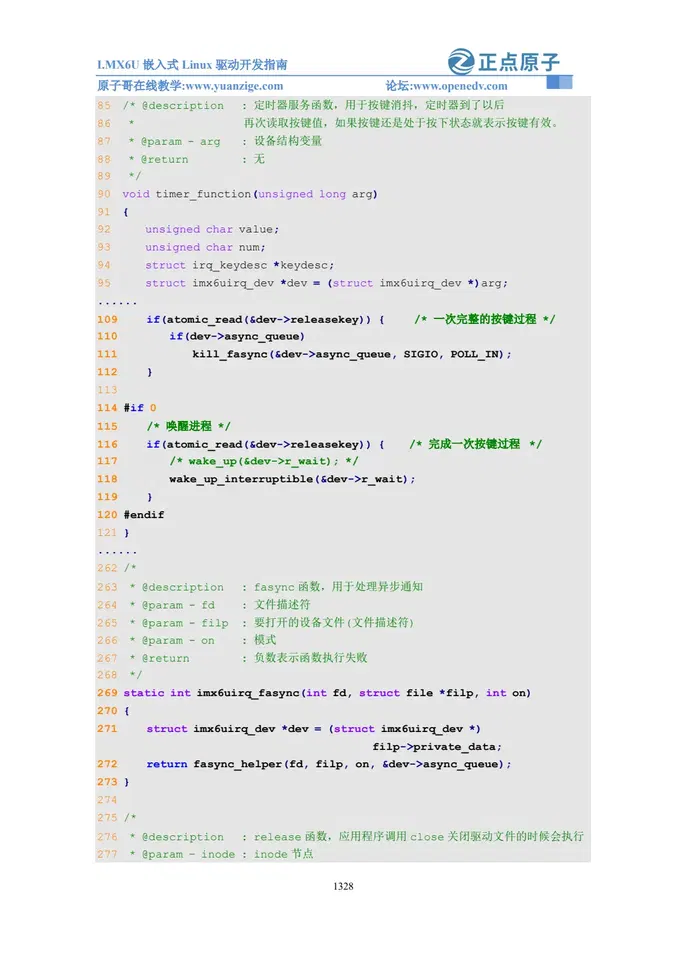 I.MX6U 嵌入式 Linux 驱动开发指南
正点原子
原子哥在线教学:www.yuanzige.com 论坛:www.openedv.com
85 /* @description : 定时器服务函数，用于按键消抖，定时器到了以后
86 * 再次读取按键值，如果按键还是处于按下状态就表示按键有效。
87 * @param - arg : 设备结构变量
88 * @return : 无
89 */
90 void timer_function(unsigned long arg)
91 {
92 unsigned char value;
93 unsigned char num;
94 struct irq_keydesc *keydesc;
95 struct imx6uirq_dev *dev = (struct imx6uirq_dev *)arg;
......
109 if(atomic_read(&dev->releasekey)) { /* 一次完整的按键过程 */
110 if(dev->async_queue)
111 kill_fasync(&dev->async_queue, SIGIO, POLL_IN);
112 }
113
114 #if 0
115 /* 唤醒进程 */
116 if(atomic_read(&dev->releasekey)) { /* 完成一次按键过程 */
117 /* wake_up(&dev->r_wait); */
118 wake_up_interruptible(&dev->r_wait);
119 }
120 #endif
121 }
......
262 /*
263 * @description : fasync 函数，用于处理异步通知
264 * @param - fd : 文件描述符
265 * @param - filp : 要打开的设备文件(文件描述符)
266 * @param - on : 模式
267 * @return : 负数表示函数执行失败
268 */
269 static int imx6uirq_fasync(int fd, struct file *filp, int on)
270 {
271 struct imx6uirq_dev *dev = (struct imx6uirq_dev *)
filp->private_data;
272 return fasync_helper(fd, filp, on, &dev->async_queue);
273 }
274
275 /*
276 * @description : release 函数，应用程序调用 close 关闭驱动文件的时候会执行
277 * @param - inode : inode 节点
1328